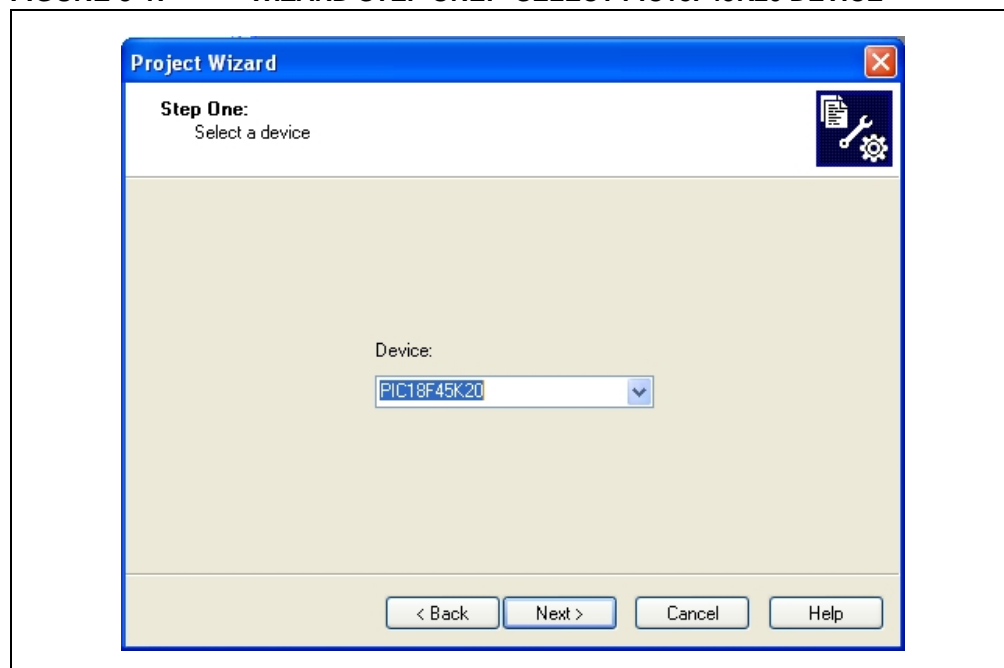 Project Wizard
Step One:
Select a device
Device:
PIC18F45K20
< Back
Next >
Cancel
Help